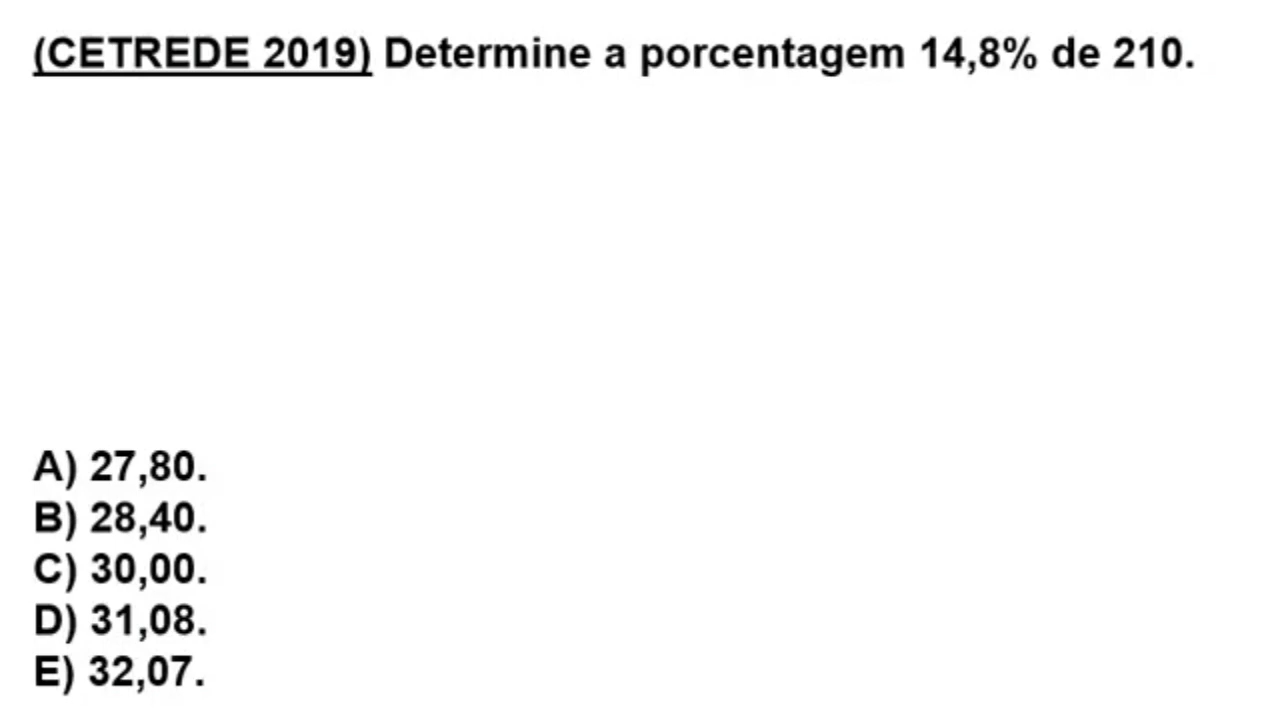 (CETREDE 2019) Determine a porcentagem 14,8% de 210.
A) 27,80.
B) 28,40.
C) 30,00.
D) 31,08.
E) 32,07.